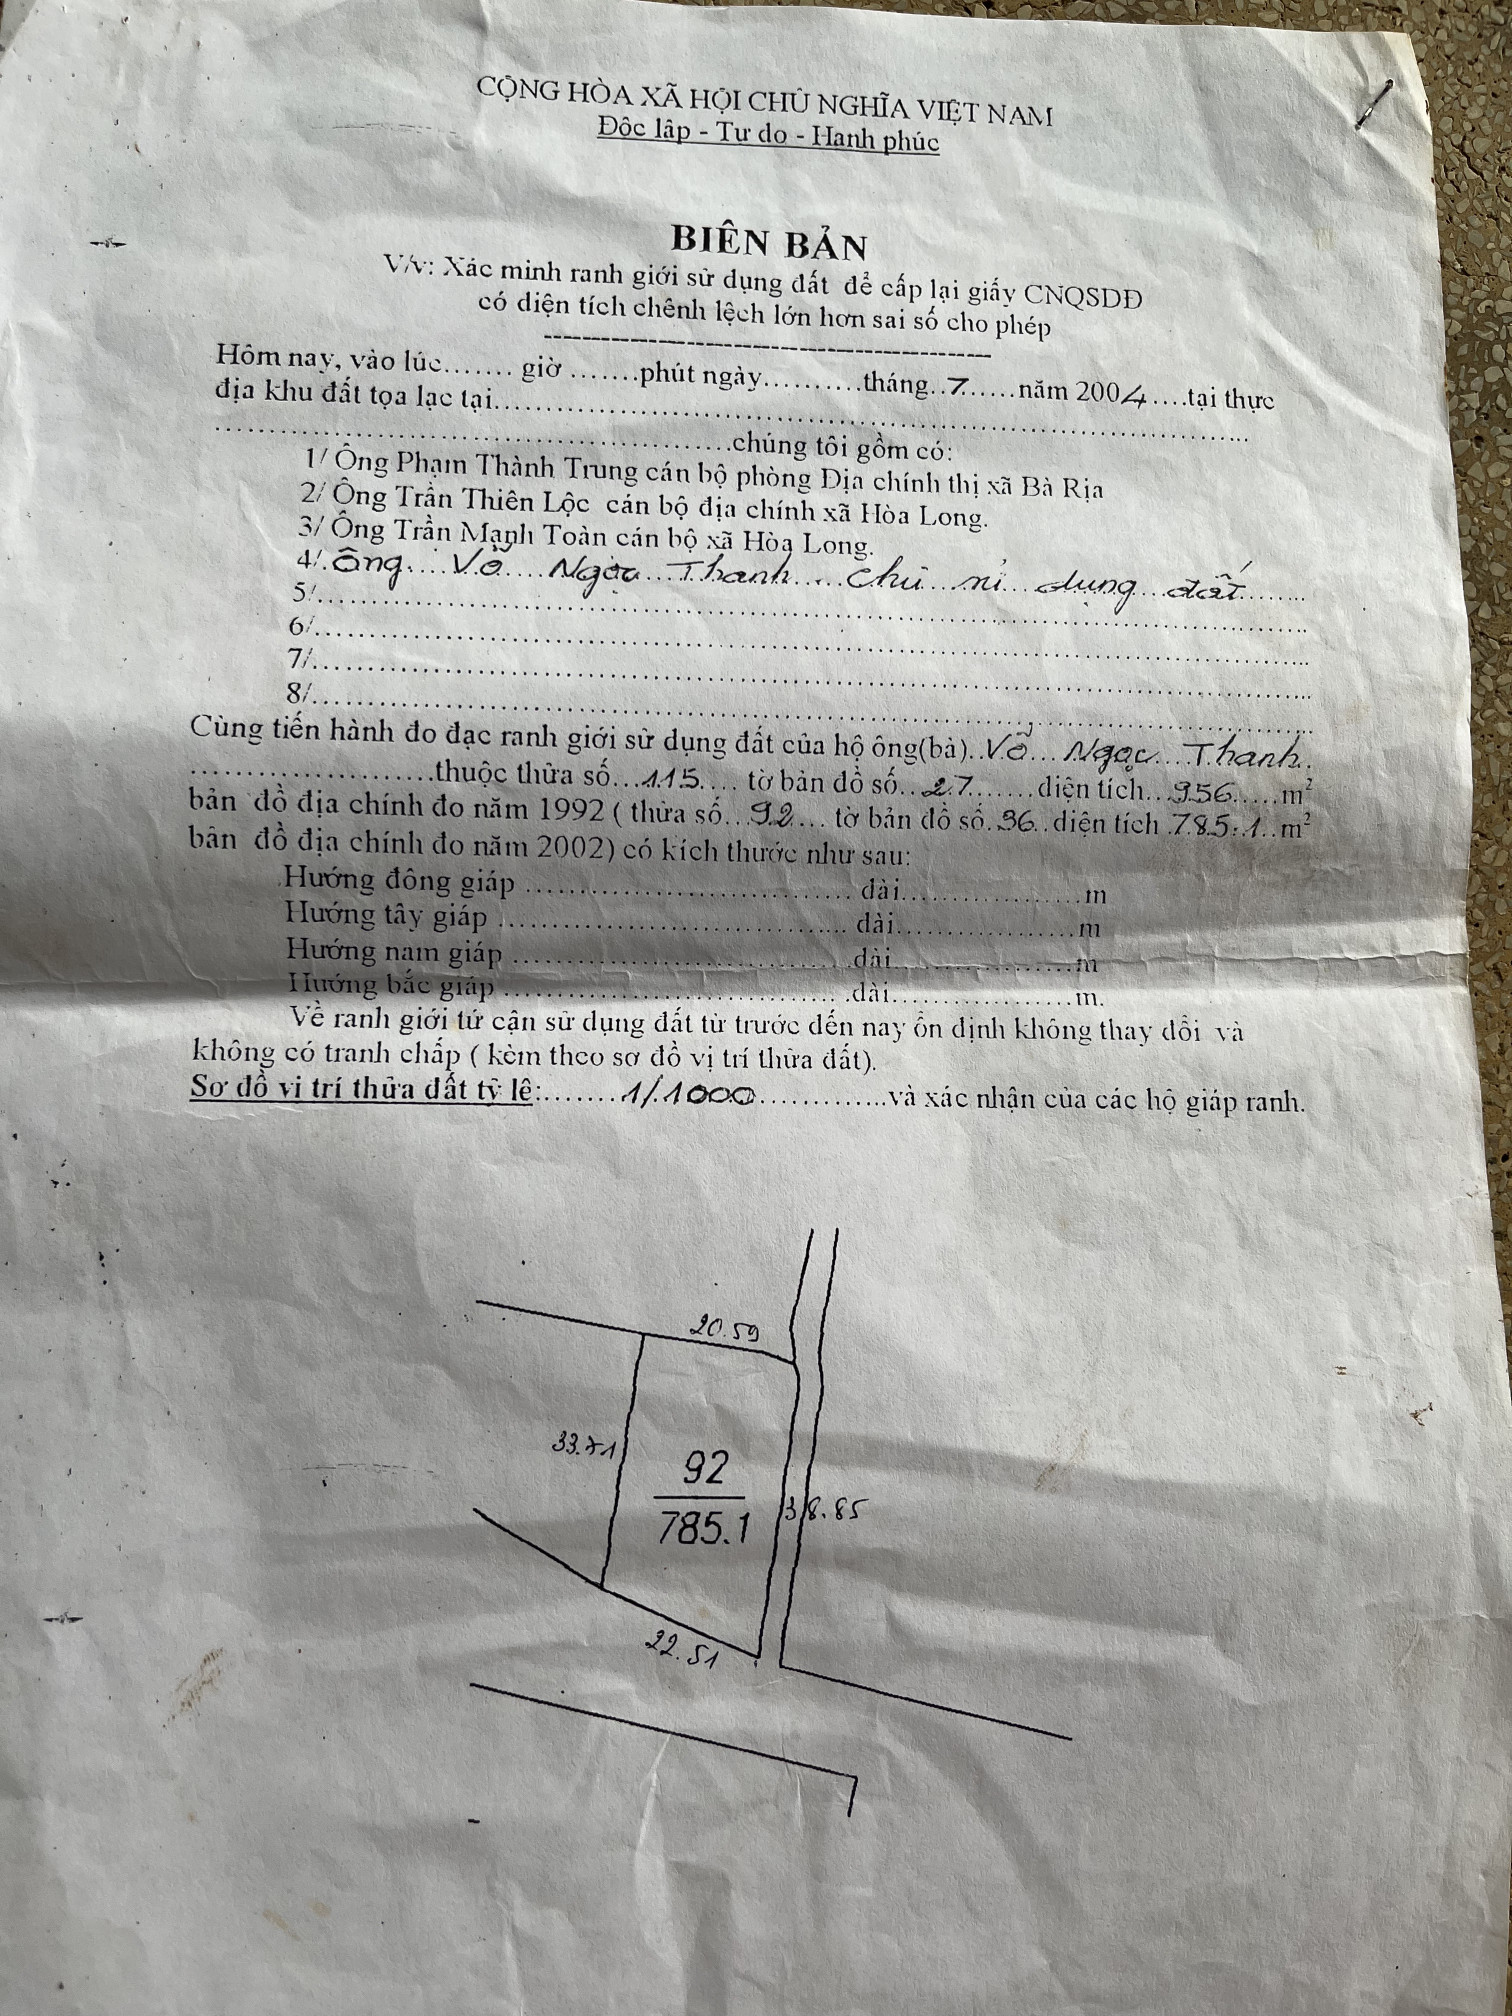 CỘNG HÒA XÃ HỘI CHỦ NGHĨA VIỆT NAM
Độc lập - Tự do - Hạnh phúc
BIÊN BẢN
V/v: Xác minh ranh giới sử dụng đất để cấp lại giấy CNQSDĐ
có diện tích chênh lệch lớn hơn sai số cho phép
Hôm nay, vào lúc....... giờ .......phút ngày..........tháng..7......năm 2004....tại thực
địa khu đất tọa lạc tại..........................................................................
....................................................chúng tôi gồm có:
1/ Ông Phạm Thành Trung cán bộ phòng Địa chính thị xã Bà Rịa
2/ Ông Trần Thiên Lộc cán bộ địa chính xã Hòa Long.
3/ Ông Trần Mạnh Toàn cán bộ xã Hòa Long.
4/.Ông....Võ....Ngọc...Thanh....chủ...sử...dụng...đất.......
5/..........................................................................................
6/..........................................................................................
7/..........................................................................................
8/..........................................................................................
Cùng tiến hành đo đạc ranh giới sử dụng đất của hộ ông(bà)..Võ...Ngọc...Thanh..
........................thuộc thửa số...115.... tờ bản đồ số...27.......diện tích...956.....m²
bản đồ địa chính đo năm 1992 ( thửa số...92.... tờ bản đồ số.36..diện tích .785.1..m²
bản đồ địa chính đo năm 2002) có kích thước như sau:
Hướng đông giáp ................................. dài..................m
Hướng tây giáp ................................... dài..................m
Hướng nam giáp ..................................dài..................m
Hướng bắc giáp ...................................dài..................m.
Về ranh giới tứ cận sử dụng đất từ trước đến nay ổn định không thay đổi và
không có tranh chấp ( kèm theo sơ đồ vị trí thửa đất).
Sơ đồ vị trí thửa đất tỷ lệ:.......1/.1000.............và xác nhận của các hộ giáp ranh.
20.59
33.71
92
785.1
38.85
22.51